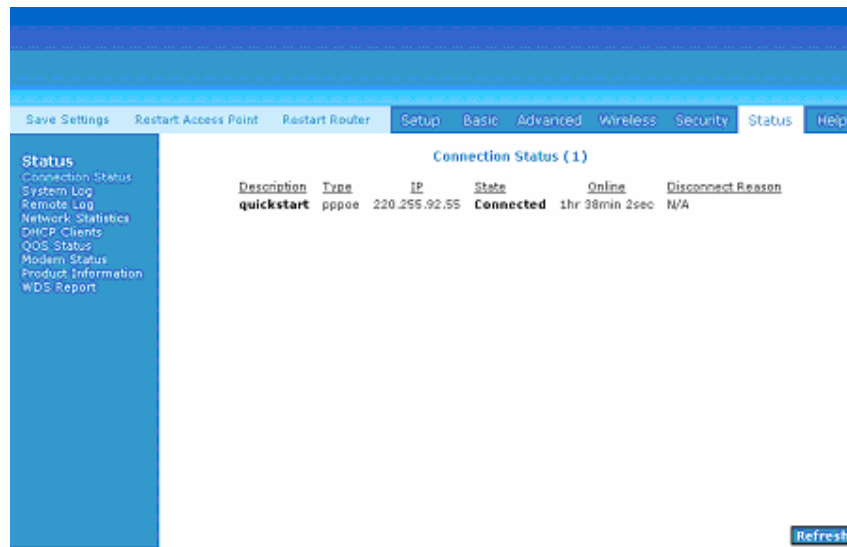 Save Settings Restart Access Point Restart Router Setup Basic Advanced Wireless Security Status Help
Status
Connection Status
System Log
Remote Log
Network Statistics
DHCP Clients
QOS Status
Modem Status
Product Information
WDS Report
Connection Status (1)
Description Type IP State Online Disconnect Reason
quickstart pppoe 220.255.92.55 Connected 1hr 38min 2sec N/A
Refresh